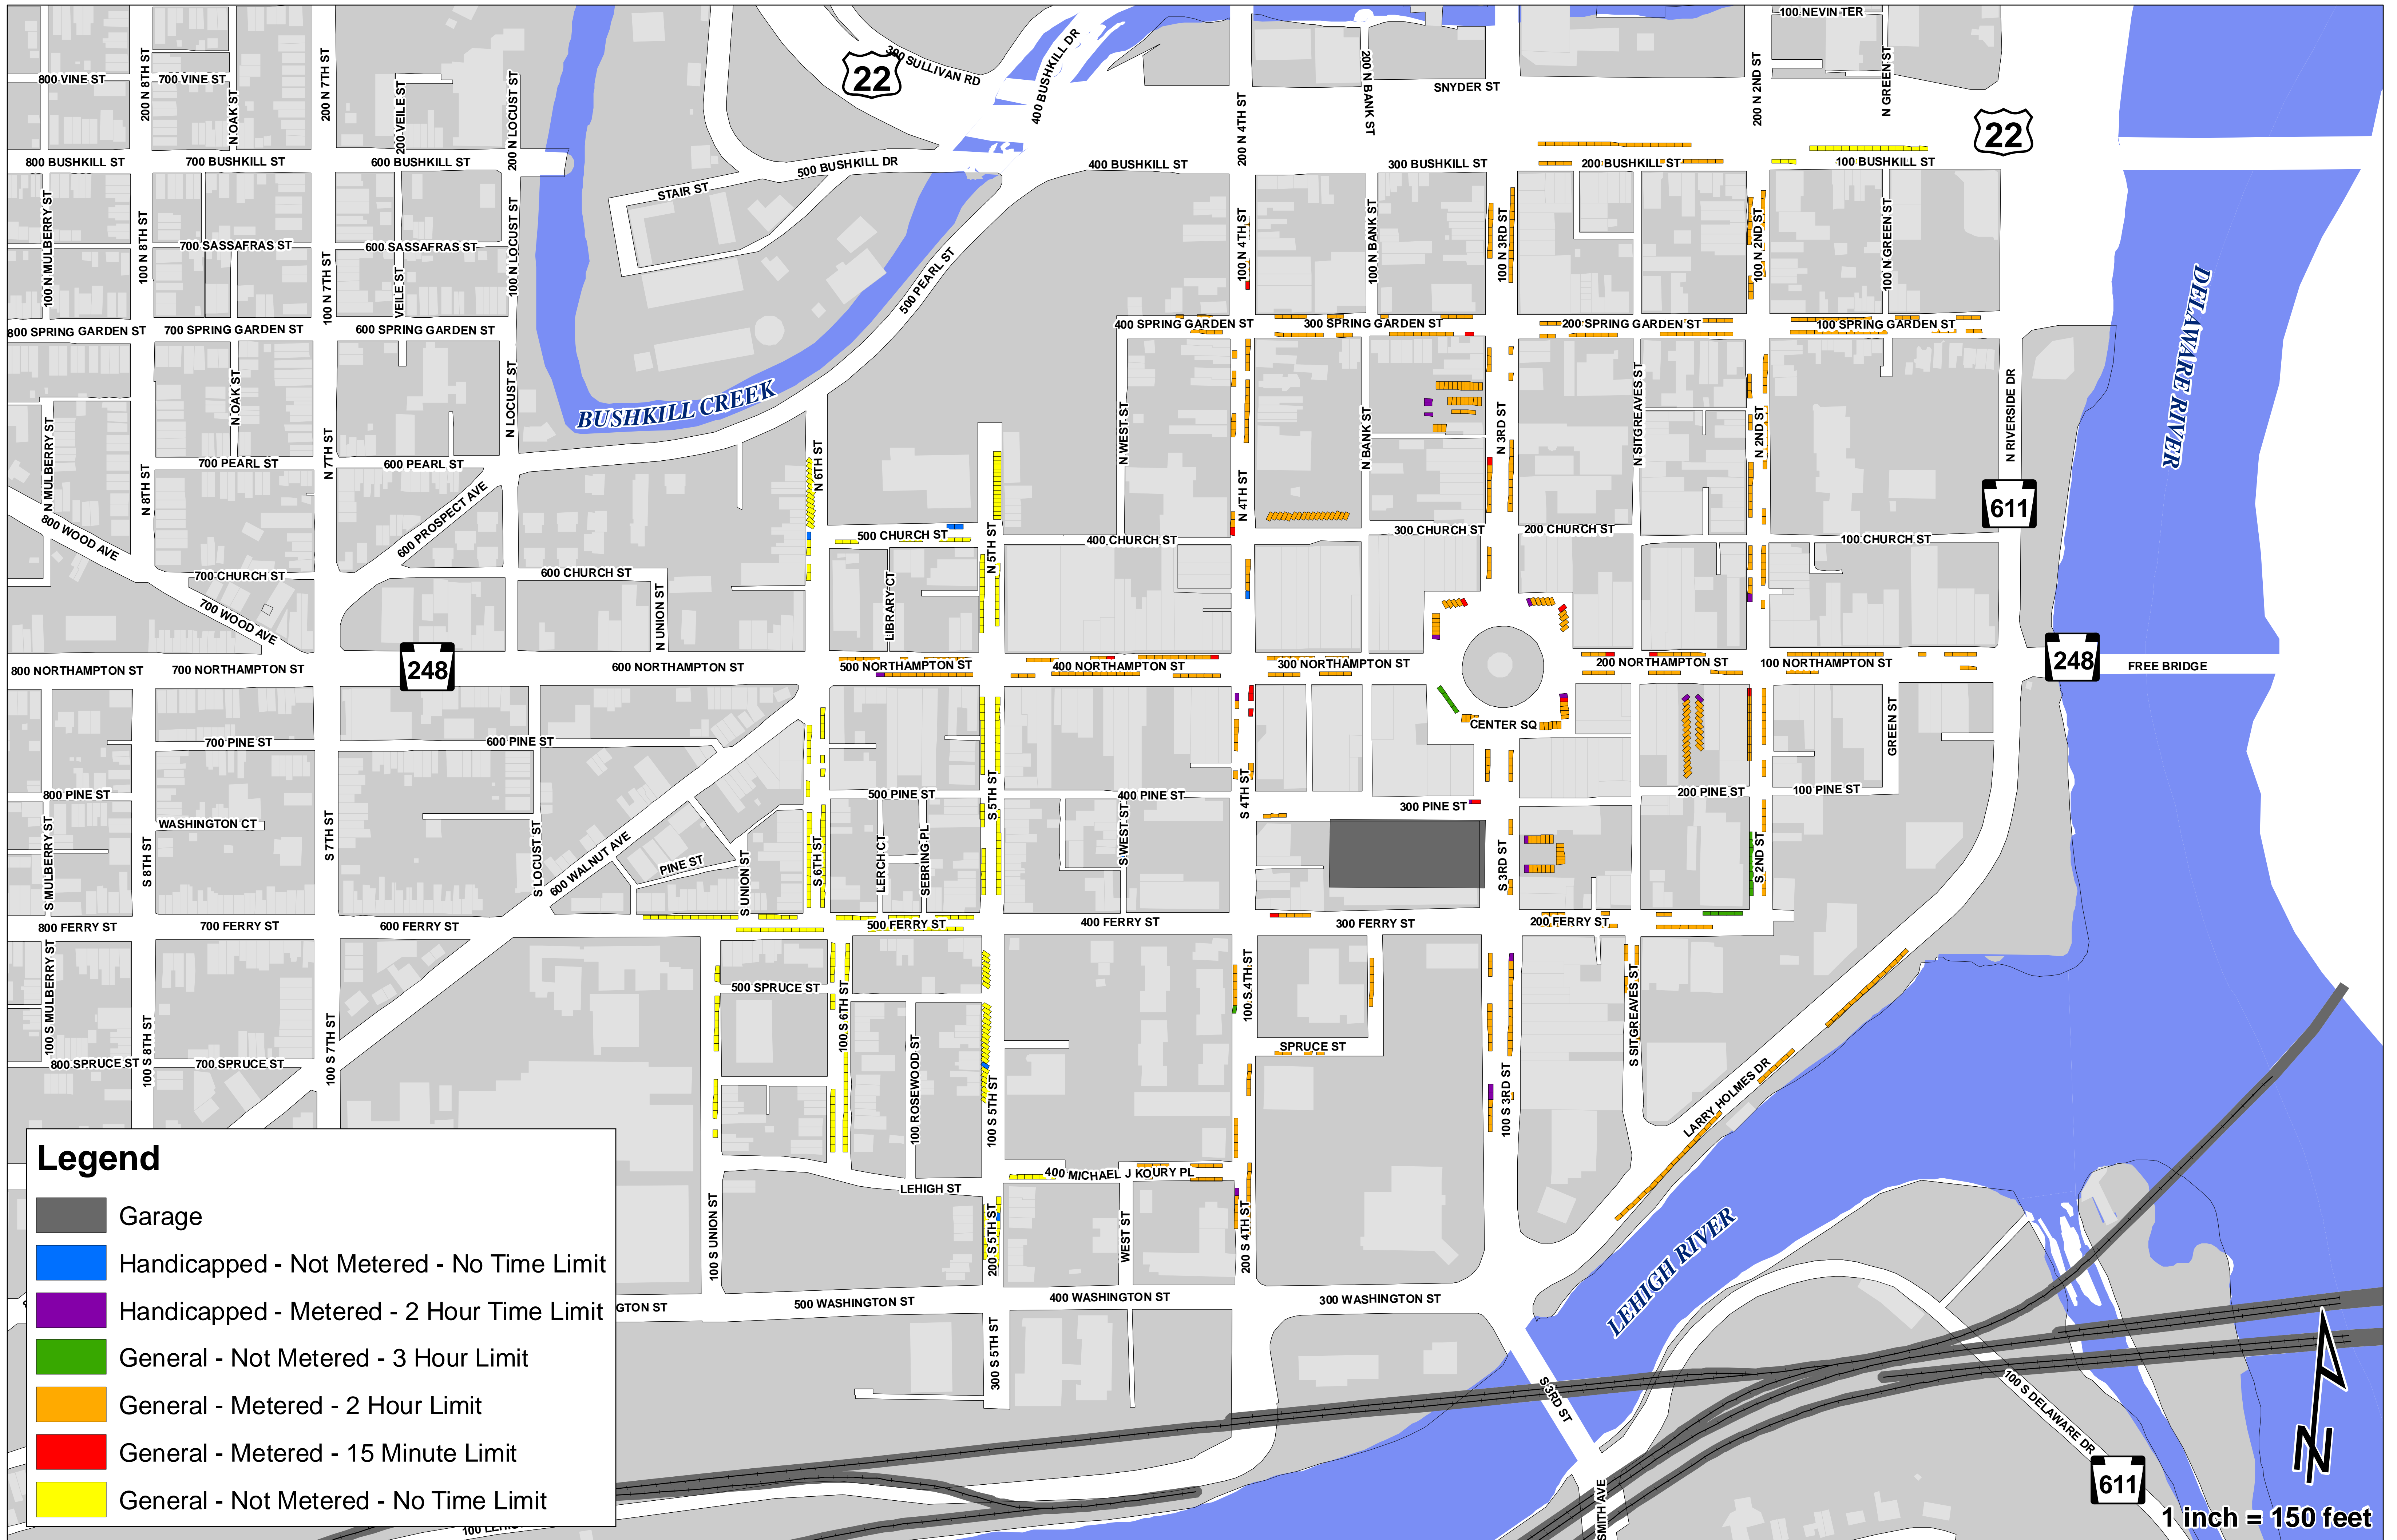 100 NEVIN TER
380 SULLIVAN RD
400 BUSHKILL DR
22
800 VINE ST
700 VINE ST
200 N 8TH ST
N OAK ST
200 N 7TH ST
200 VEILE ST
200 N LOCUST ST
SNYDER ST
200 N 4TH ST
200 N BANK ST
200 N 2ND ST
N GREEN ST
22
800 BUSHKILL ST
700 BUSHKILL ST
600 BUSHKILL ST
500 BUSHKILL DR
400 BUSHKILL ST
300 BUSHKILL ST
200 BUSHKILL ST
100 BUSHKILL ST
STAIR ST
100 N MULBERRY ST
100 N 8TH ST
700 SASSAFRAS ST
600 SASSAFRAS ST
100 N 7TH ST
VEILE ST
100 N LOCUST ST
500 PEARL ST
100 N 4TH ST
100 N BANK ST
100 N 3RD ST
100 N 2ND ST
100 N GREEN ST
DELAWARE RIVER
800 SPRING GARDEN ST
700 SPRING GARDEN ST
600 SPRING GARDEN ST
400 SPRING GARDEN ST
300 SPRING GARDEN ST
200 SPRING GARDEN ST
100 SPRING GARDEN ST
BUSHKILL CREEK
N MULBERRY ST
N 8TH ST
N OAK ST
N 7TH ST
N LOCUST ST
N 6TH ST
N 5TH ST
N WEST ST
N 4TH ST
N BANK ST
N 3RD ST
N SITGREAVES ST
N 2ND ST
N RIVERSIDE DR
611
700 PEARL ST
600 PEARL ST
800 WOOD AVE
600 PROSPECT AVE
500 CHURCH ST
400 CHURCH ST
300 CHURCH ST
200 CHURCH ST
100 CHURCH ST
700 CHURCH ST
600 CHURCH ST
700 WOOD AVE
N UNION ST
LIBRARY CT
800 NORTHAMPTON ST
700 NORTHAMPTON ST
248
600 NORTHAMPTON ST
500 NORTHAMPTON ST
400 NORTHAMPTON ST
300 NORTHAMPTON ST
200 NORTHAMPTON ST
100 NORTHAMPTON ST
248
FREE BRIDGE
CENTER SQ
700 PINE ST
600 PINE ST
GREEN ST
800 PINE ST
500 PINE ST
400 PINE ST
300 PINE ST
200 PINE ST
100 PINE ST
WASHINGTON CT
S MULBERRY ST
S 8TH ST
S 7TH ST
S LOCUST ST
600 WALNUT AVE
PINE ST
S UNION ST
S 6TH ST
LERCH CT
SEBRING PL
S 5TH ST
S WEST ST
S 4TH ST
S 3RD ST
S 2ND ST
800 FERRY ST
700 FERRY ST
600 FERRY ST
500 FERRY ST
400 FERRY ST
300 FERRY ST
200 FERRY ST
100 S MULBERRY ST
100 S 8TH ST
100 S 7TH ST
500 SPRUCE ST
100 S 6TH ST
100 ROSEWOOD ST
100 S 5TH ST
100 S 4TH ST
SPRUCE ST
100 S 3RD ST
S SITGREAVES ST
LARRY HOLMES DR
800 SPRUCE ST
700 SPRUCE ST
400 MICHAEL J KOURY PL
LEHIGH ST
100 S UNION ST
200 S 5TH ST
WEST ST
200 S 4TH ST
LEHIGH RIVER
GTON ST
500 WASHINGTON ST
400 WASHINGTON ST
300 WASHINGTON ST
300 S 5TH ST
S 3RD ST
100 S DELAWARE DR
611
SMITH AVE
Legend
Garage
Handicapped - Not Metered - No Time Limit
Handicapped - Metered - 2 Hour Time Limit
General - Not Metered - 3 Hour Limit
General - Metered - 2 Hour Limit
General - Metered - 15 Minute Limit
General - Not Metered - No Time Limit
N
1 inch = 150 feet